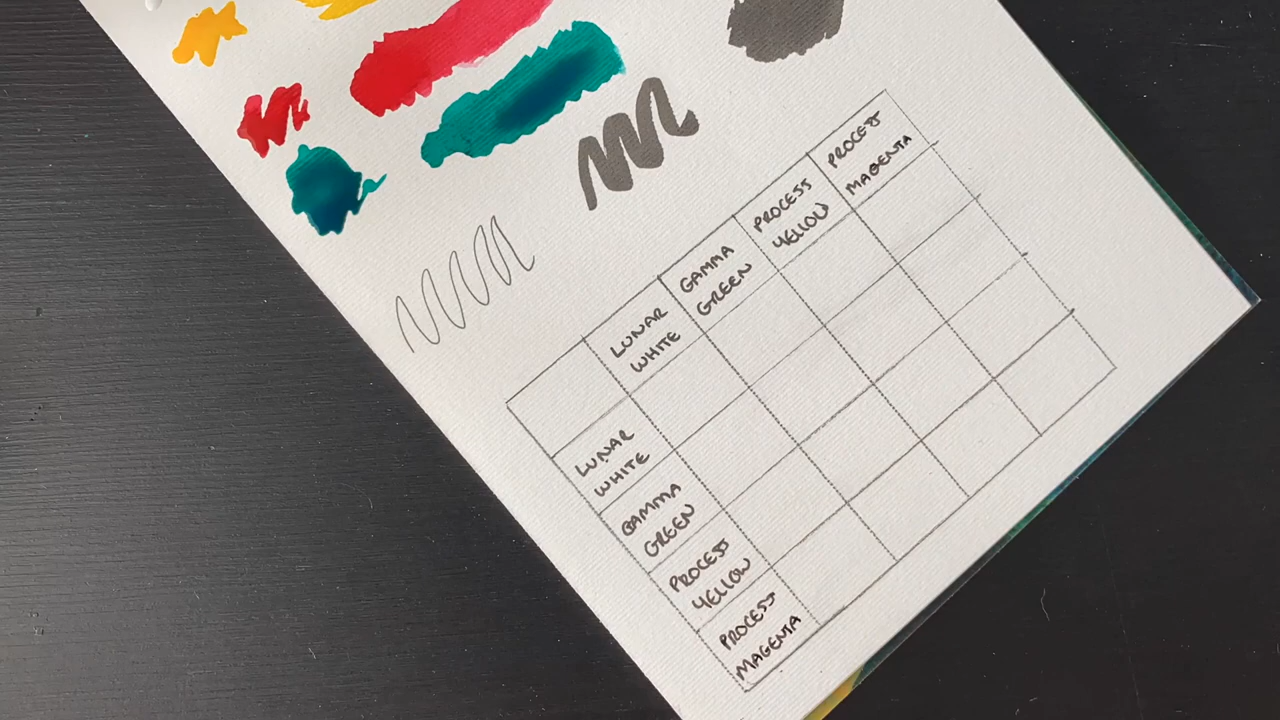 LUNAR
WHITE
GAMMA
GREEN
PROCESS
YELLOW
PROCESS
MAGENTA
LUNAR
WHITE
GAMMA
GREEN
PROCESS
YELLOW
PROCESS
MAGENTA